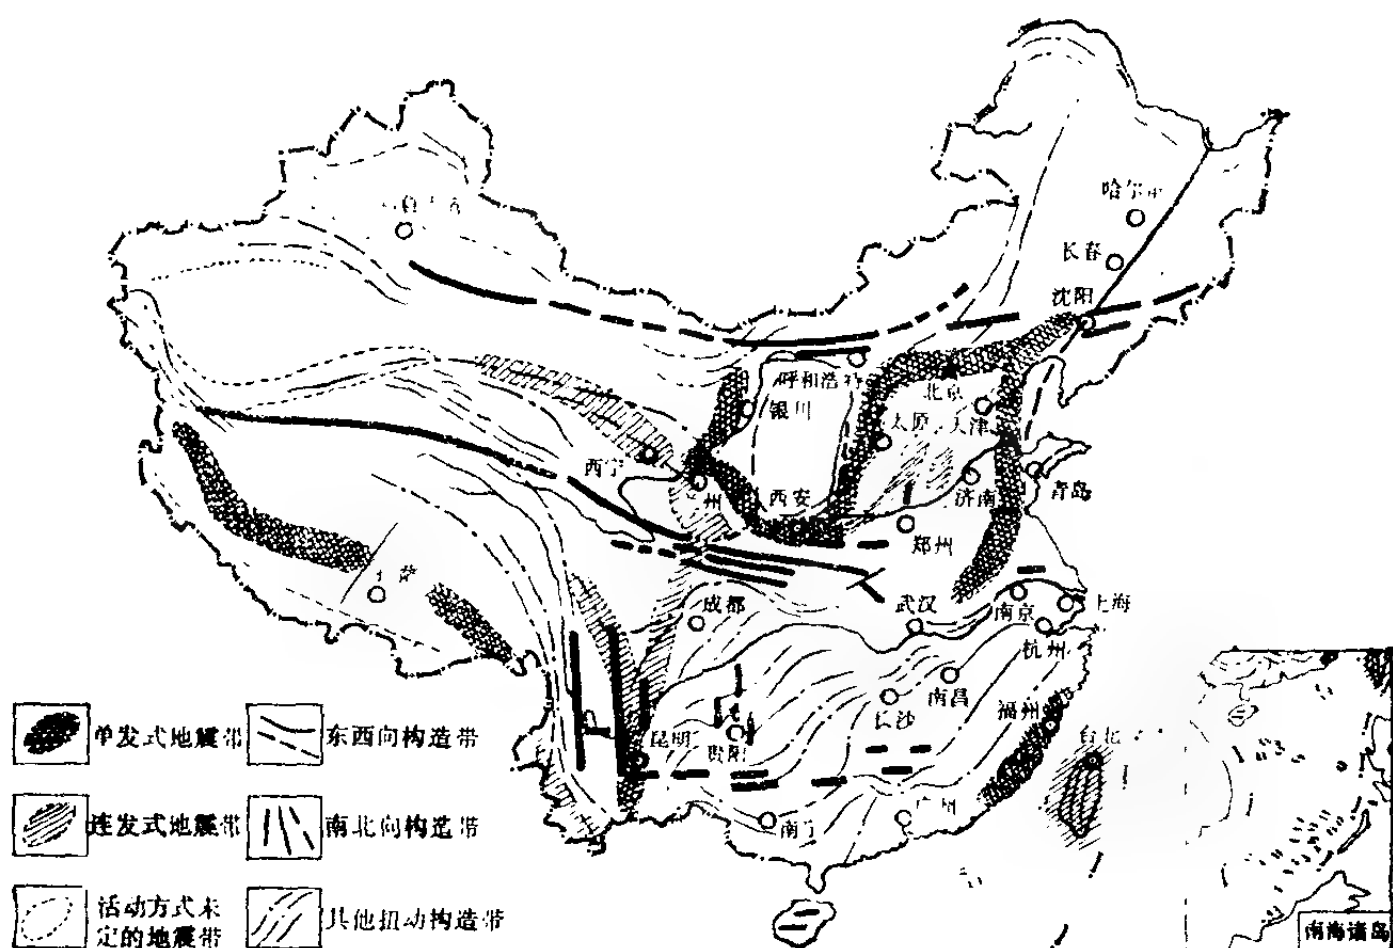 长春
沈阳
呼和浩特
北京
银川
太原
天津
西宁
州
西安
济南
青岛
郑州
成都
武汉
南京
上海
杭州
南昌
长沙
福州
昆明
贵阳
台北
南宁
单发式地震带
东西向构造带
连发式地震带
南北向构造带
活动方式未
定的地震带
其他扭动构造带
南海诸岛